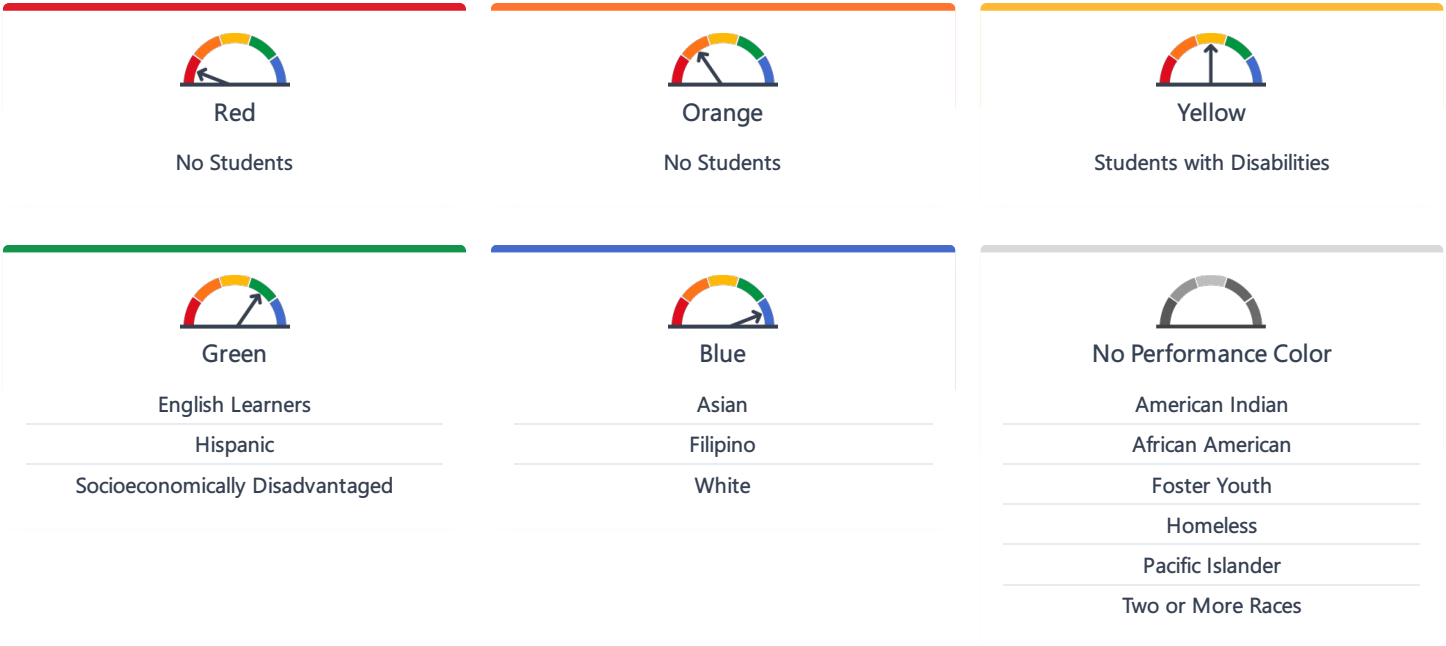 Red
No Students
Orange
No Students
Yellow
Students with Disabilities
Green
English Learners
Hispanic
Socioeconomically Disadvantaged
Blue
Asian
Filipino
White
No Performance Color
American Indian
African American
Foster Youth
Homeless
Pacific Islander
Two or More Races